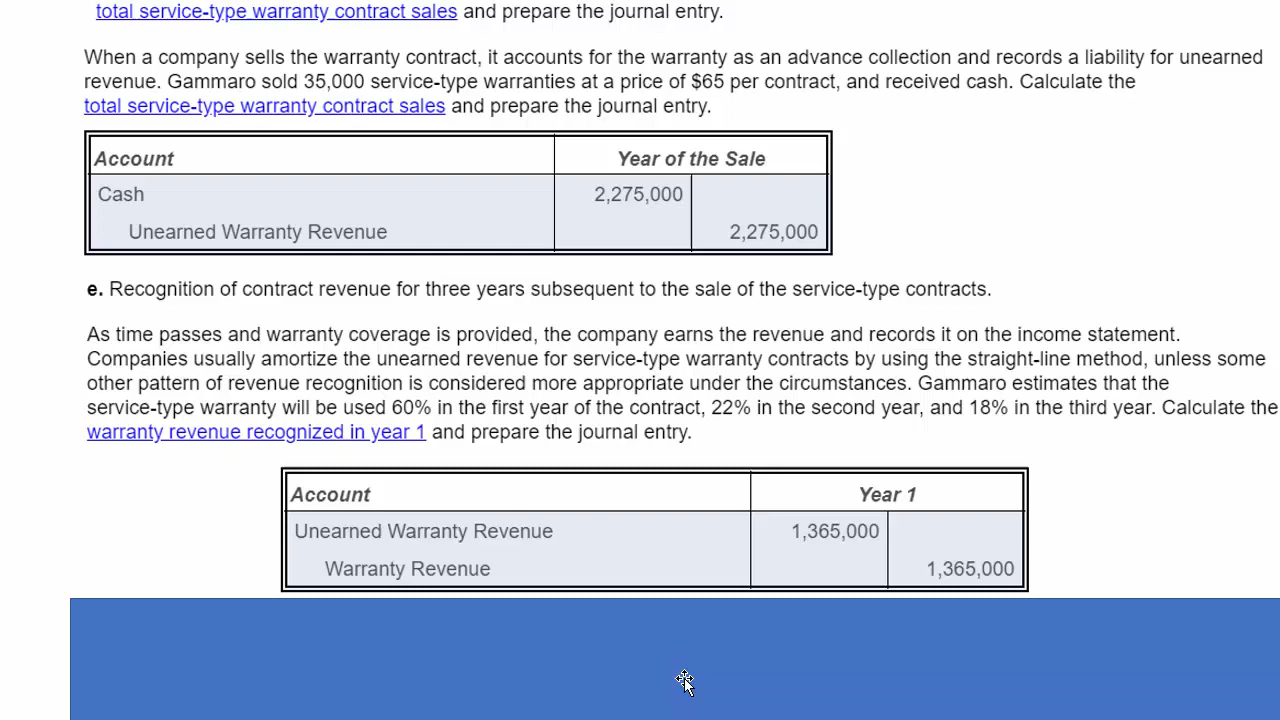 total service-type warranty contract sales and prepare the journal entry.
When a company sells the warranty contract, it accounts for the warranty as an advance collection and records a liability for unearned
revenue. Gammaro sold 35,000 service-type warranties at a price of $65 per contract, and received cash. Calculate the
total service-type warranty contract sales and prepare the journal entry.
Account Year of the Sale
Cash 2,275,000
Unearned Warranty Revenue 2,275,000
e. Recognition of contract revenue for three years subsequent to the sale of the service-type contracts.
As time passes and warranty coverage is provided, the company earns the revenue and records it on the income statement.
Companies usually amortize the unearned revenue for service-type warranty contracts by using the straight-line method, unless some
other pattern of revenue recognition is considered more appropriate under the circumstances. Gammaro estimates that the
service-type warranty will be used 60% in the first year of the contract, 22% in the second year, and 18% in the third year. Calculate the
warranty revenue recognized in year 1 and prepare the journal entry.
Account Year 1
Unearned Warranty Revenue 1,365,000
Warranty Revenue 1,365,000